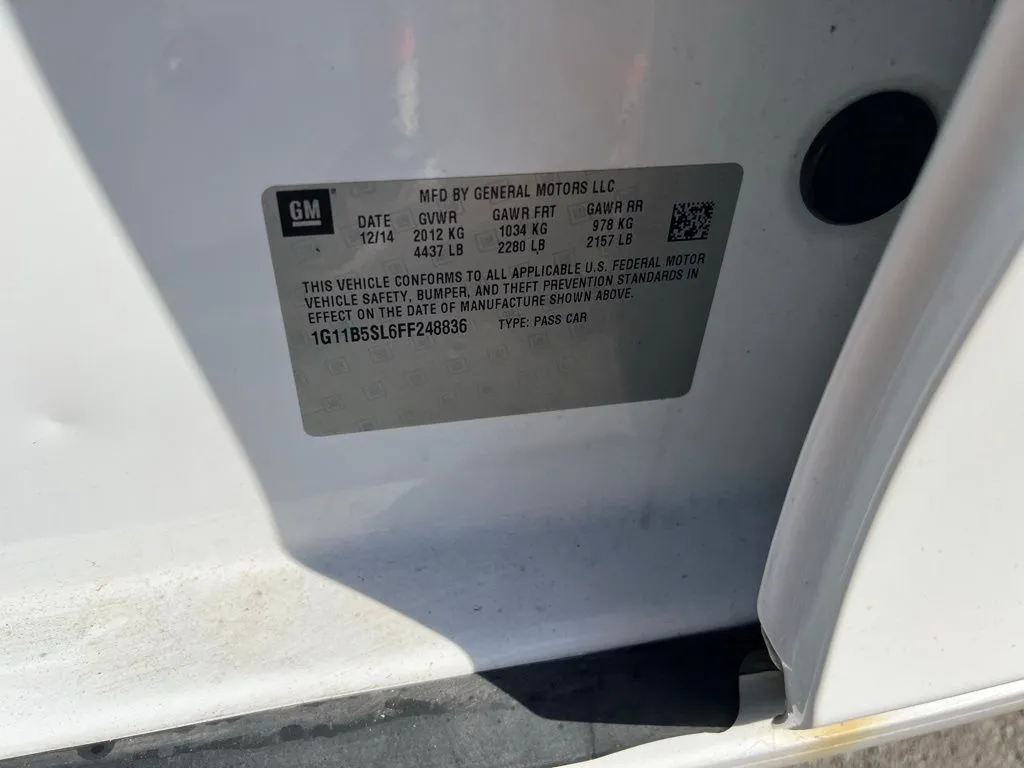 GM
MFD BY GENERAL MOTORS LLC
DATE GVWR GAWR FRT GAWR RR
12/14 2012 KG 1034 KG 978 KG
4437 LB 2280 LB 2157 LB
THIS VEHICLE CONFORMS TO ALL APPLICABLE U.S. FEDERAL MOTOR
VEHICLE SAFETY, BUMPER, AND THEFT PREVENTION STANDARDS IN
EFFECT ON THE DATE OF MANUFACTURE SHOWN ABOVE.
1G11B5SL6FF248836 TYPE: PASS CAR